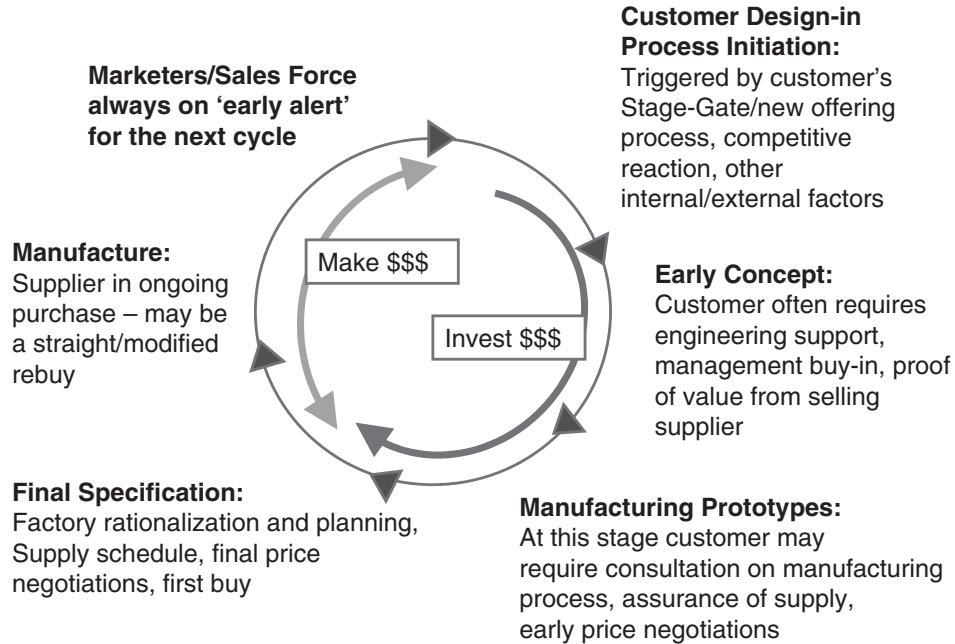 Customer Design-in
Process Initiation:
Triggered by customer’s
Stage-Gate/new offering
process, competitive
reaction, other
internal/external factors
Marketers/Sales Force
always on ‘early alert’
for the next cycle
Manufacture:
Supplier in ongoing
purchase – may be
a straight/modified
rebuy
Make $$$
Invest $$$
Early Concept:
Customer often requires
engineering support,
management buy-in, proof
of value from selling
supplier
Final Specification:
Factory rationalization and planning,
Supply schedule, final price
negotiations, first buy
Manufacturing Prototypes:
At this stage customer may
require consultation on manufacturing
process, assurance of supply,
early price negotiations